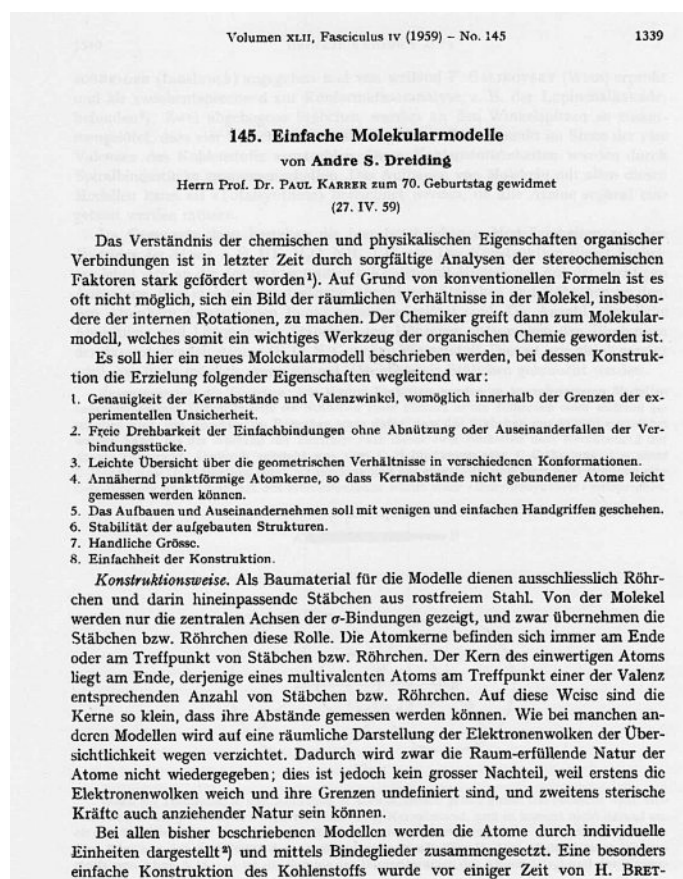 Volumen XLII, Fasciculus IV (1959) – No. 145
1339
145. Einfache Molekularmodelle
von Andre S. Dreiding
Herrn Prof. Dr. PAUL KARRER zum 70. Geburtstag gewidmet
(27. IV. 59)
Das Verständnis der chemischen und physikalischen Eigenschaften organischer
Verbindungen ist in letzter Zeit durch sorgfältige Analysen der stereochemischen
Faktoren stark gefördert worden¹). Auf Grund von konventionellen Formeln ist es
oft nicht möglich, sich ein Bild der räumlichen Verhältnisse in der Molekel, insbeson-
dere der internen Rotationen, zu machen. Der Chemiker greift dann zum Molekular-
modell, welches somit ein wichtiges Werkzeug der organischen Chemie geworden ist.
Es soll hier ein neues Molekularmodell beschrieben werden, bei dessen Konstruk-
tion die Erzielung folgender Eigenschaften wegleitend war:
1. Genauigkeit der Kernabstände und Valenzwinkel, womöglich innerhalb der Grenzen der ex-
perimentellen Unsicherheit.
2. Freie Drehbarkeit der Einfachbindungen ohne Abnützung oder Auseinanderfallen der Ver-
bindungsstücke.
3. Leichte Übersicht über die geometrischen Verhältnisse in verschiedenen Konformationen.
4. Annähernd punktförmige Atomkerne, so dass Kernabstände nicht gebundener Atome leicht
gemessen werden können.
5. Das Aufbauen und Auseinandernehmen soll mit wenigen und einfachen Handgriffen geschehen.
6. Stabilität der aufgebauten Strukturen.
7. Handliche Grösse.
8. Einfachheit der Konstruktion.
Konstruktionsweise. Als Baumaterial für die Modelle dienen ausschliesslich Röhr-
chen und darin hineinpassende Stäbchen aus rostfreiem Stahl. Von der Molekel
werden nur die zentralen Achsen der σ-Bindungen gezeigt, und zwar übernehmen die
Stäbchen bzw. Röhrchen diese Rolle. Die Atomkerne befinden sich immer am Ende
oder am Treffpunkt von Stäbchen bzw. Röhrchen. Der Kern des einwertigen Atoms
liegt am Ende, derjenige eines multivalenten Atoms am Treffpunkt einer der Valenz
entsprechenden Anzahl von Stäbchen bzw. Röhrchen. Auf diese Weise sind die
Kerne so klein, dass ihre Abstände gemessen werden können. Wie bei manchen an-
deren Modellen wird auf eine räumliche Darstellung der Elektronenwolken der Über-
sichtlichkeit wegen verzichtet. Dadurch wird zwar die Raum-erfüllende Natur der
Atome nicht wiedergegeben; dies ist jedoch kein grosser Nachteil, weil erstens die
Elektronenwolken weich und ihre Grenzen undefiniert sind, und zweitens sterische
Kräfte auch anziehender Natur sein können.
Bei allen bisher beschriebenen Modellen werden die Atome durch individuelle
Einheiten dargestellt²) und mittels Bindeglieder zusammengesetzt. Eine besonders
einfache Konstruktion des Kohlenstoffs wurde vor einiger Zeit von H. BRET-